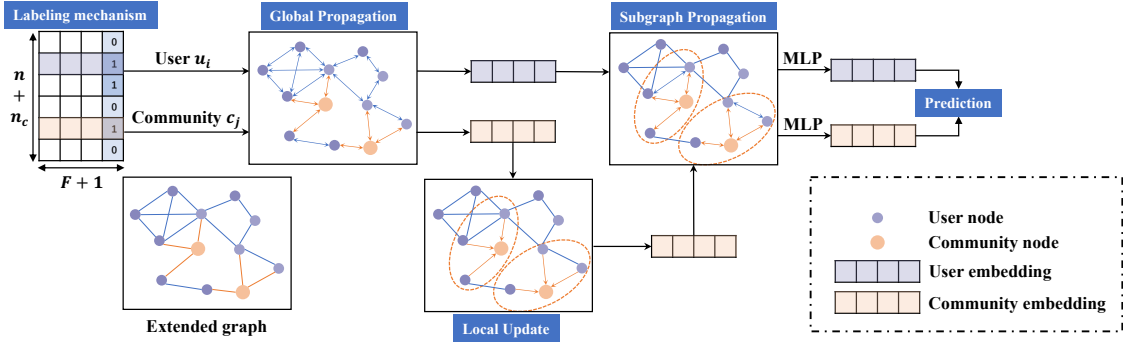 Labeling mechanism
Global Propagation
Subgraph Propagation
0
1
1
0
1
0
n
+
n_c
F + 1
User u_i
Community c_j
MLP
MLP
Prediction
Extended graph
Local Update
User node
Community node
User embedding
Community embedding